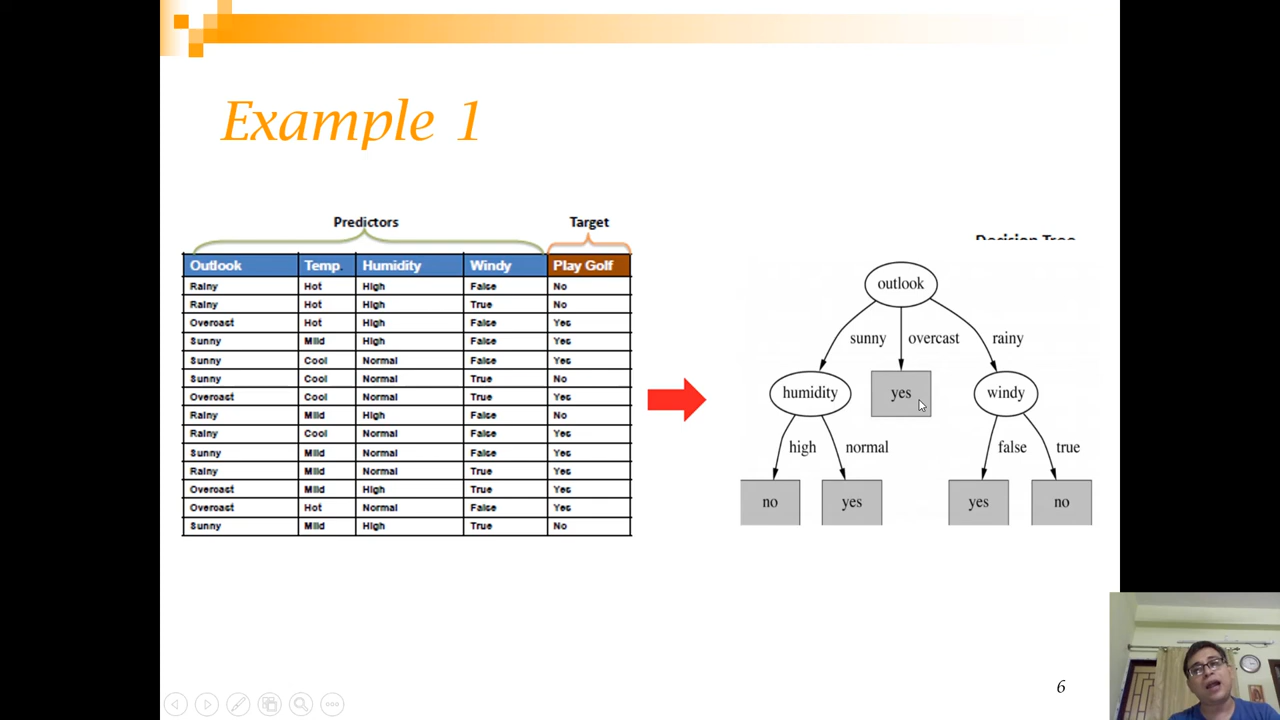 Example 1
Predictors Target
Outlook Temp Humidity Windy Play Golf
Rainy Hot High False No
Rainy Hot High True No
Overcast Hot High False Yes
Sunny Mild High False Yes
Sunny Cool Normal False Yes
Sunny Cool Normal True No
Overcast Cool Normal True Yes
Rainy Mild High False No
Rainy Cool Normal False Yes
Sunny Mild Normal False Yes
Rainy Mild Normal True Yes
Overcast Mild High True Yes
Overcast Hot Normal False Yes
Sunny Mild High True No
Decision Tree
outlook
sunny overcast rainy
humidity yes windy
high normal false true
no yes yes no
6